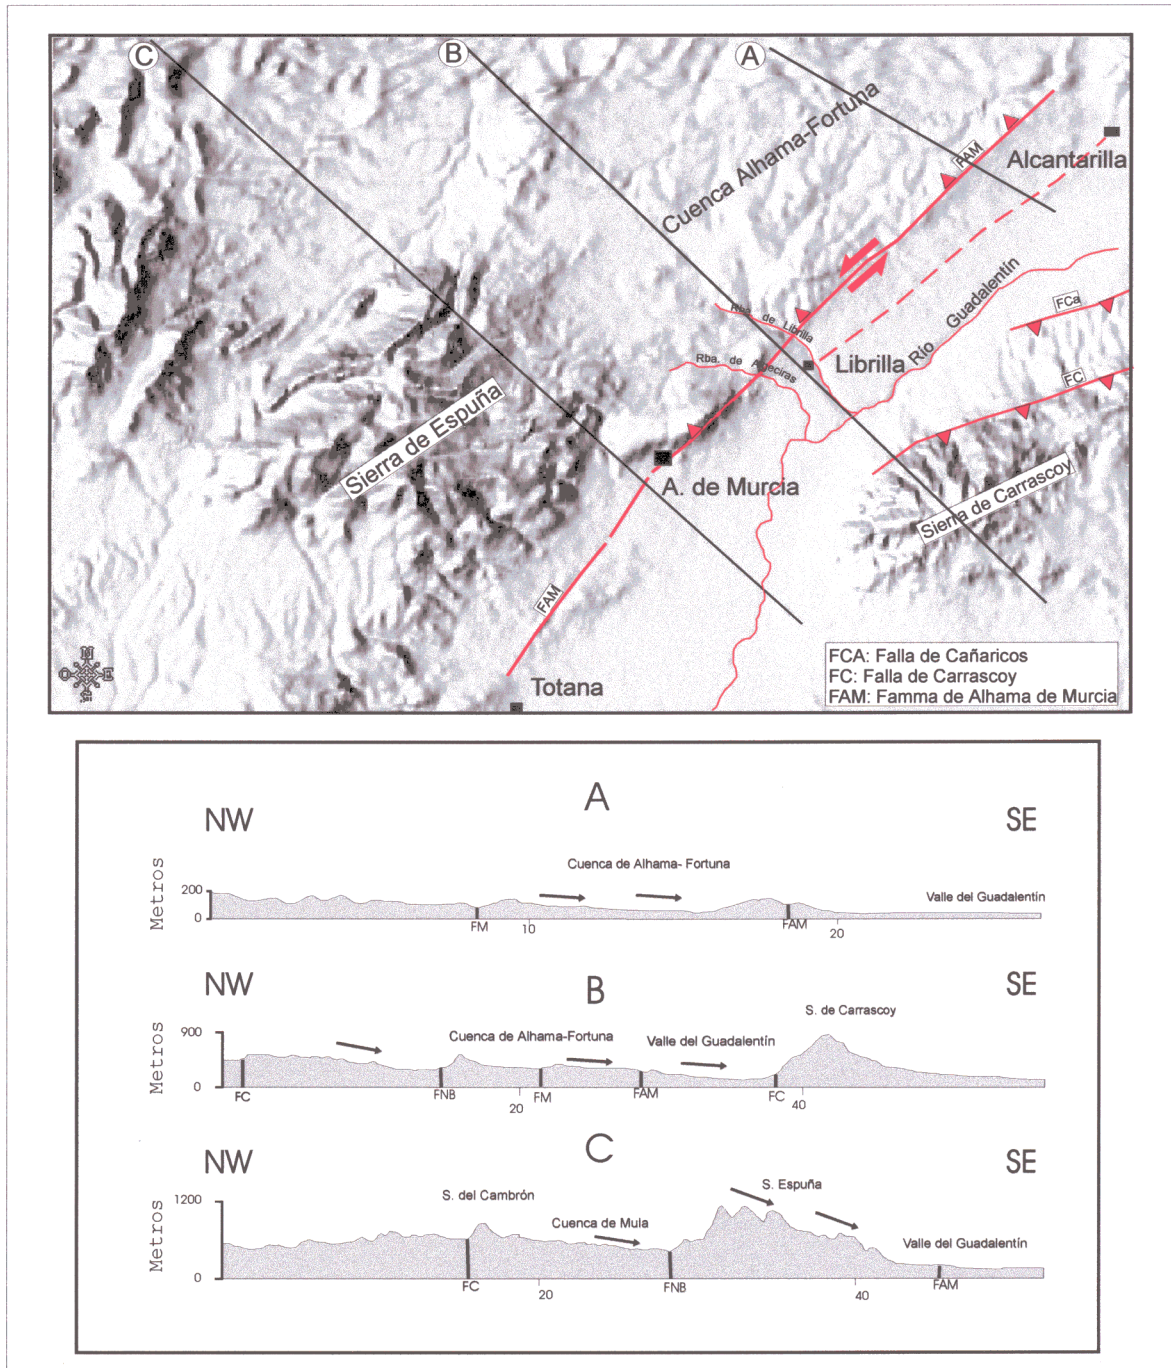 C
B
A
Cuenca Alhama-Fortuna
FAM
Alcantarilla
Río Guadalentín
FCa
Rba. de Librilla
Librilla
Rba. de Algeciras
FC
Sierra de Espuña
A. de Murcia
Sierra de Carrascoy
FAM
N
O E
S
Totana
FCA: Falla de Cañaricos
FC: Falla de Carrascoy
FAM: Famma de Alhama de Murcia
A
NW SE
Metros
Cuenca de Alhama- Fortuna
200
Valle del Guadalentín
0
FM 10 FAM 20
B
NW SE
Metros
S. de Carrascoy
900
Cuenca de Alhama-Fortuna Valle del Guadalentín
0
FC FNB 20 FM FAM FC 40
C
NW SE
Metros
S. del Cambrón S. Espuña
1200
Cuenca de Mula
Valle del Guadalentín
0
FC 20 FNB 40 FAM